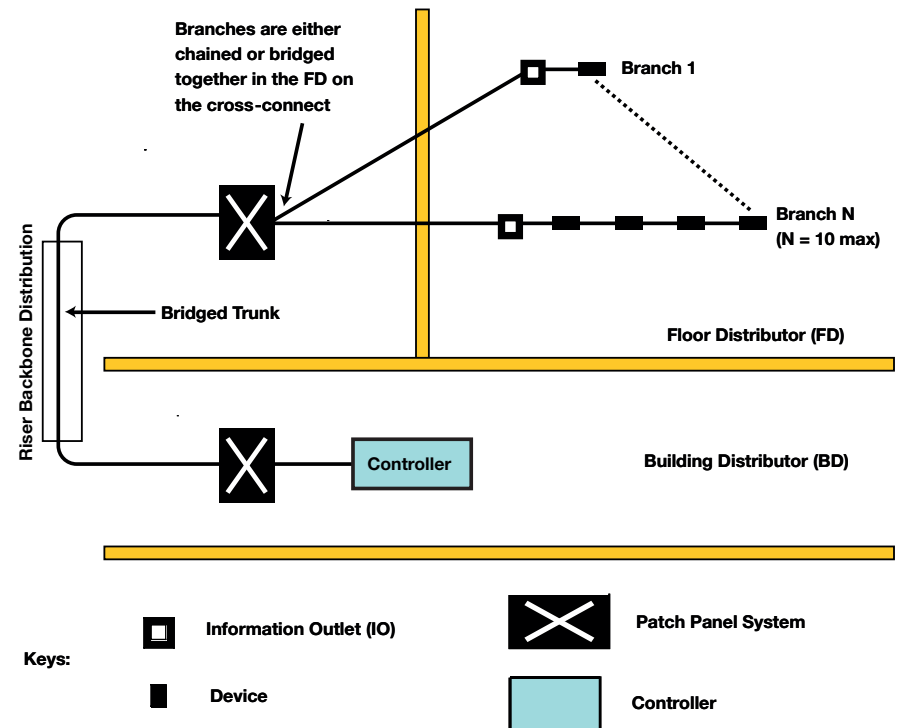 Branches are either
chained or bridged
together in the FD on
the cross-connect
Branch 1
Branch N
(N = 10 max)
Riser Backbone Distribution
Bridged Trunk
Floor Distributor (FD)
Controller
Building Distributor (BD)
Information Outlet (IO)
Patch Panel System
Keys:
Device
Controller